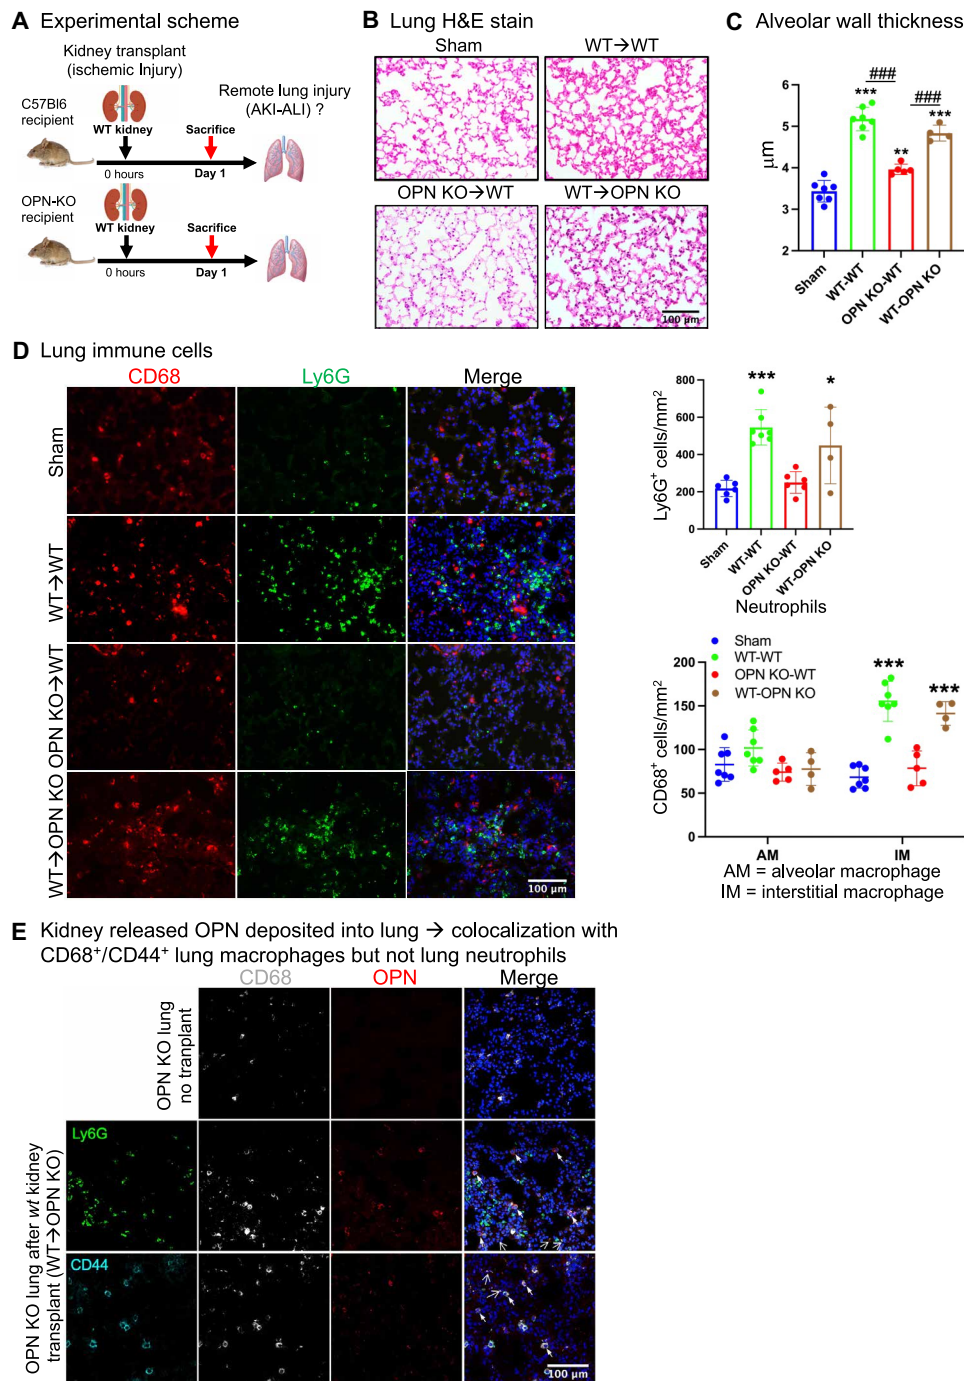 A Experimental scheme
Kidney transplant
(ischemic Injury)
C57Bl6
recipient
WT kidney
Sacrifice
Remote lung injury
(AKI-ALI) ?
0 hours
Day 1
OPN-KO
recipient
WT kidney
Sacrifice
0 hours
Day 1
B Lung H&E stain
Sham
WT→WT
OPN KO→WT
WT→OPN KO
100 µm
C Alveolar wall thickness
###
###
***
**
***
µm
6
5
4
3
2
Sham
WT-WT
OPN KO-WT
WT-OPN KO
D Lung immune cells
CD68
Ly6G
Merge
Sham
WT→WT
OPN KO→WT
WT→OPN KO
100 µm
Ly6G+ cells/mm2
800
600
400
200
0
***
*
Sham
WT-WT
OPN KO-WT
WT-OPN KO
Neutrophils
Sham
WT-WT
OPN KO-WT
WT-OPN KO
CD68+ cells/mm2
200
150
100
50
0
***
***
AM
IM
AM = alveolar macrophage
IM = interstitial macrophage
E Kidney released OPN deposited into lung → colocalization with
CD68+/CD44+ lung macrophages but not lung neutrophils
CD68
OPN
Merge
OPN KO lung
no tranplant
OPN KO lung after wt kidney
transplant (WT→OPN KO)
Ly6G
CD44
100 µm